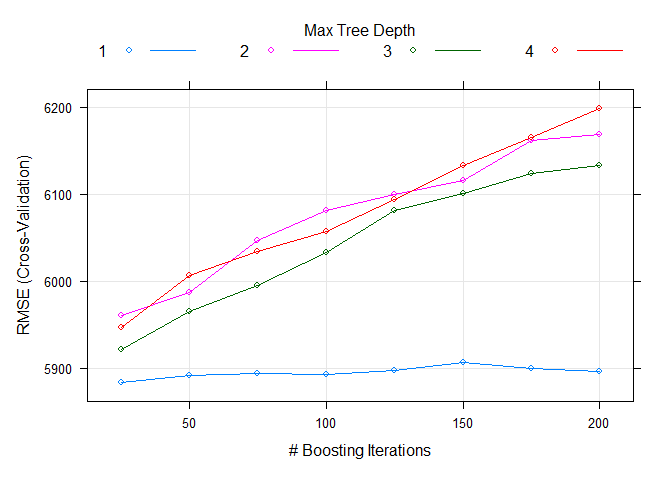 Max Tree Depth
1 2 3 4
RMSE (Cross-Validation)
6200
6100
6000
5900
50 100 150 200
# Boosting Iterations